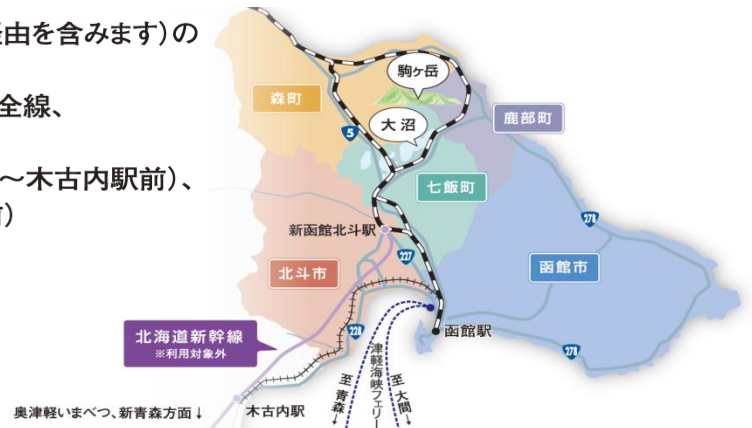 経由を含みます)の
全線、
～木古内駅前)、
前)
駒ヶ岳
森町
大沼
鹿部町
5
七飯町
278
新函館北斗駅
227
北斗市
函館市
北海道新幹線
※利用対象外
228
函館駅
278
津軽海峡フェリー
至青森→
至大間→
奥津軽いまべつ、新青森方面↓
木古内駅